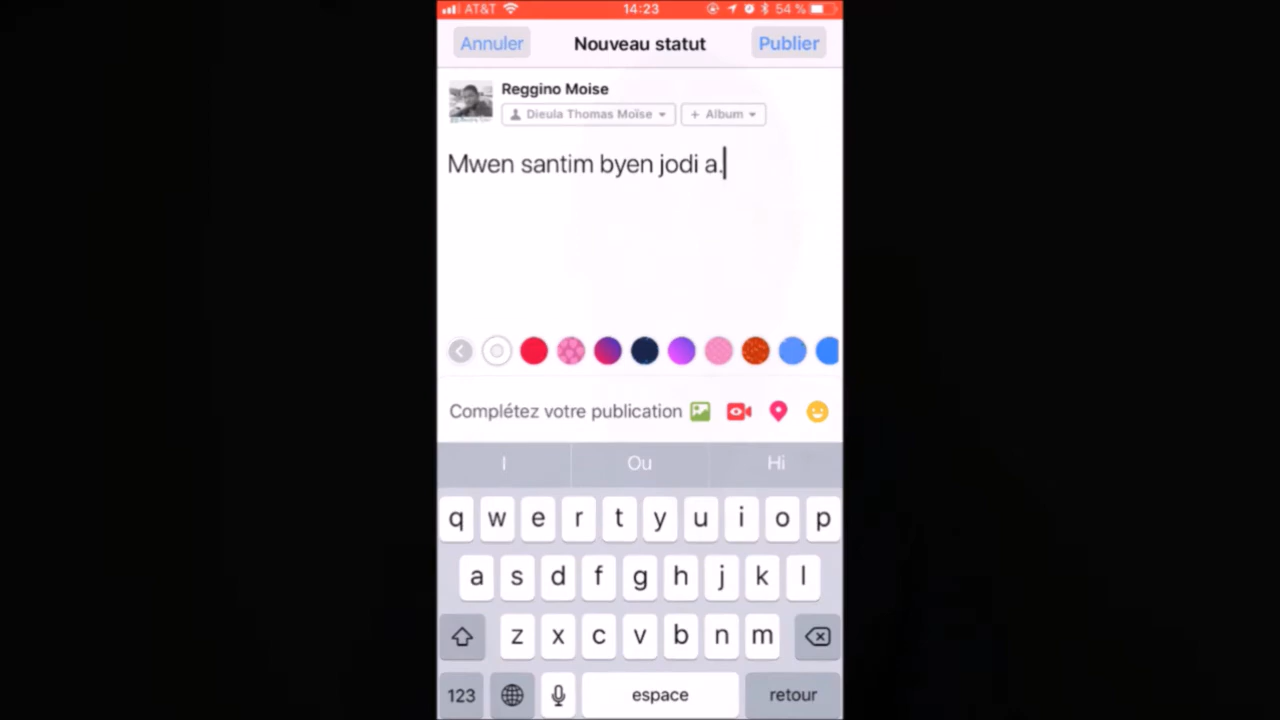 AT&T 14:23 54 %
Annuler Nouveau statut Publier
Reggino Moise
Dieula Thomas Moïse + Album
Mwen santim byen jodi a.
Complétez votre publication
I Ou Hi
q w e r t y u i o p
a s d f g h j k l
z x c v b n m
123 espace retour